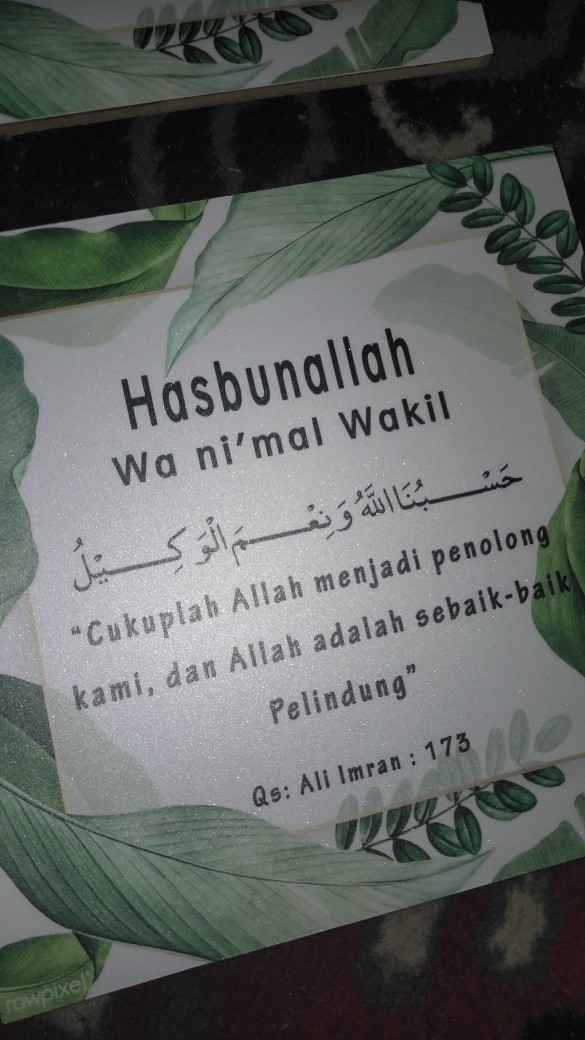 Hasbunallah
Wa ni'mal Wakil
حَسْبُنَا اللّٰهُ وَنِعْمَ الْوَكِيْلُ
“Cukuplah Allah menjadi penolong
kami, dan Allah adalah sebaik-baik
Pelindung”
Qs: Ali Imran : 173
rawpixel